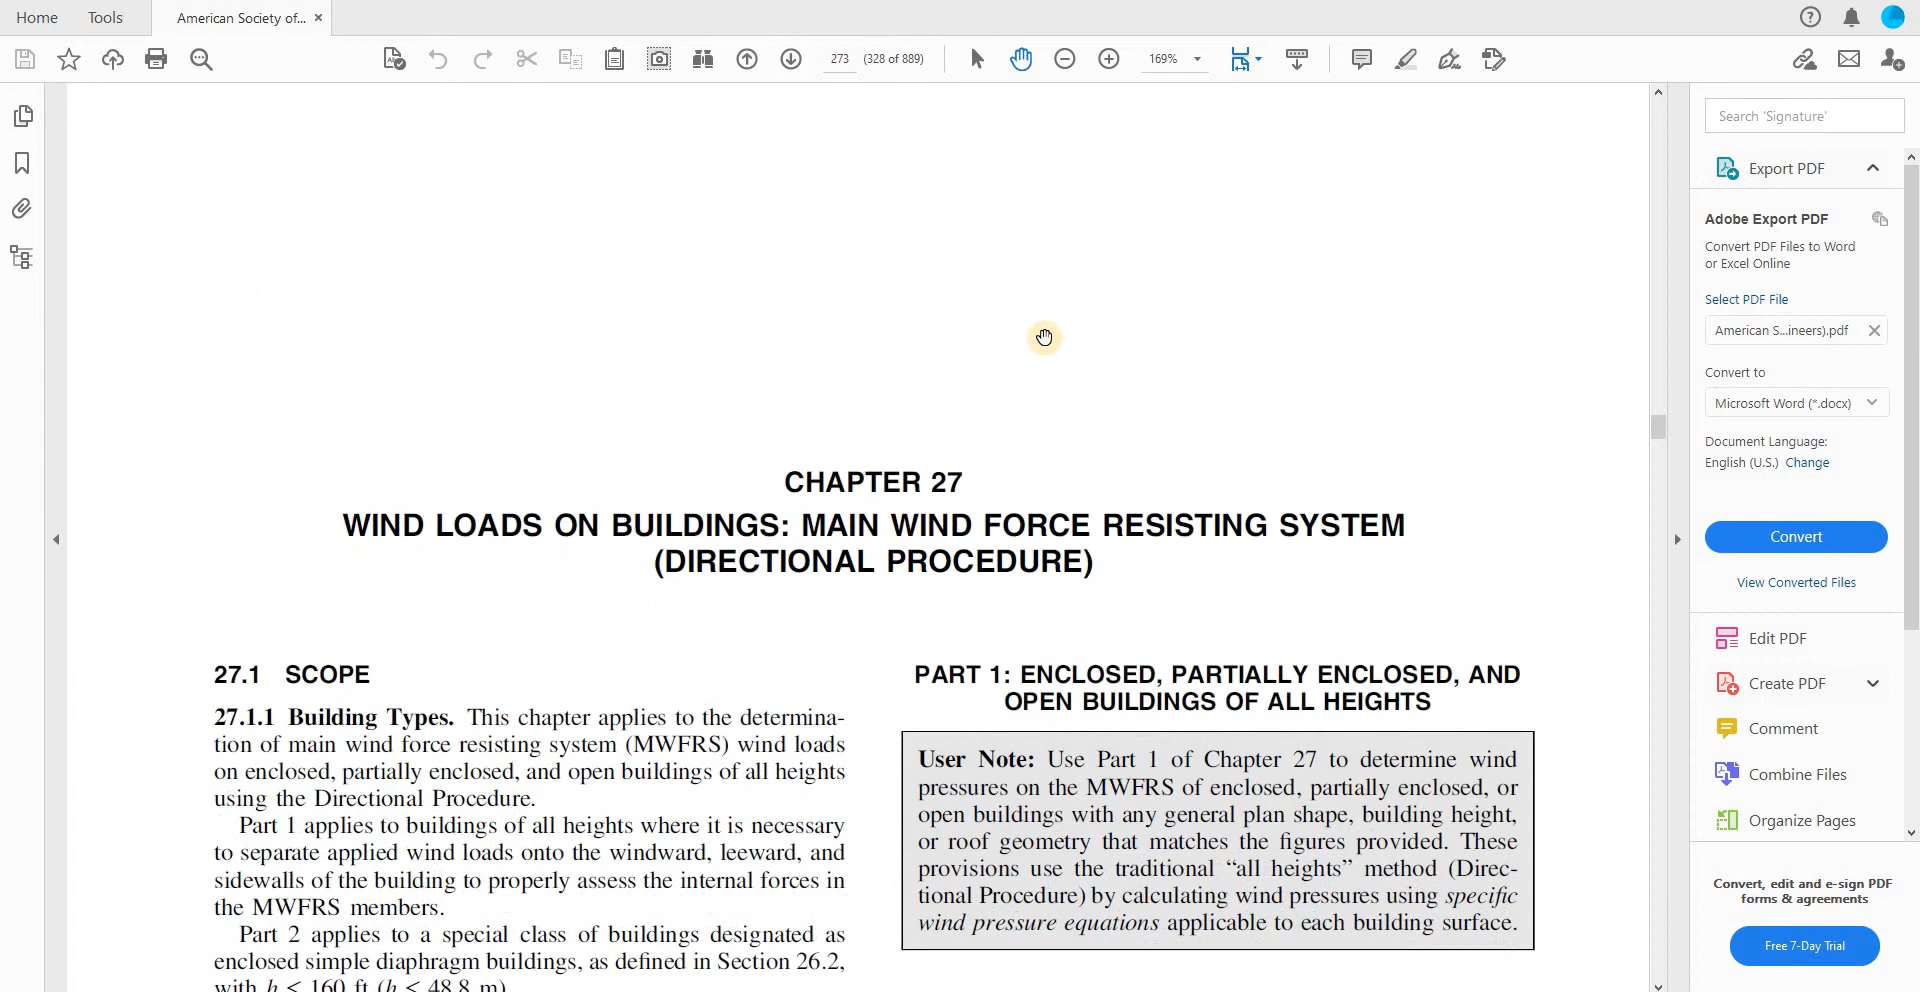 Home
Tools
American Society of...
273
(328 of 889)
169%
CHAPTER 27
WIND LOADS ON BUILDINGS: MAIN WIND FORCE RESISTING SYSTEM
(DIRECTIONAL PROCEDURE)
27.1 SCOPE
27.1.1 Building Types. This chapter applies to the determina-
tion of main wind force resisting system (MWFRS) wind loads
on enclosed, partially enclosed, and open buildings of all heights
using the Directional Procedure.
Part 1 applies to buildings of all heights where it is necessary
to separate applied wind loads onto the windward, leeward, and
sidewalls of the building to properly assess the internal forces in
the MWFRS members.
Part 2 applies to a special class of buildings designated as
enclosed simple diaphragm buildings, as defined in Section 26.2,
with h ≤ 160 ft (h ≤ 48.8 m).
PART 1: ENCLOSED, PARTIALLY ENCLOSED, AND
OPEN BUILDINGS OF ALL HEIGHTS
User Note: Use Part 1 of Chapter 27 to determine wind
pressures on the MWFRS of enclosed, partially enclosed, or
open buildings with any general plan shape, building height,
or roof geometry that matches the figures provided. These
provisions use the traditional “all heights” method (Direc-
tional Procedure) by calculating wind pressures using specific
wind pressure equations applicable to each building surface.
Search 'Signature'
Export PDF
Adobe Export PDF
Convert PDF Files to Word
or Excel Online
Select PDF File
American S...ineers).pdf
Convert to
Microsoft Word (*.docx)
Document Language:
English (U.S.) Change
Convert
View Converted Files
Edit PDF
Create PDF
Comment
Combine Files
Organize Pages
Convert, edit and e-sign PDF
forms & agreements
Free 7-Day Trial